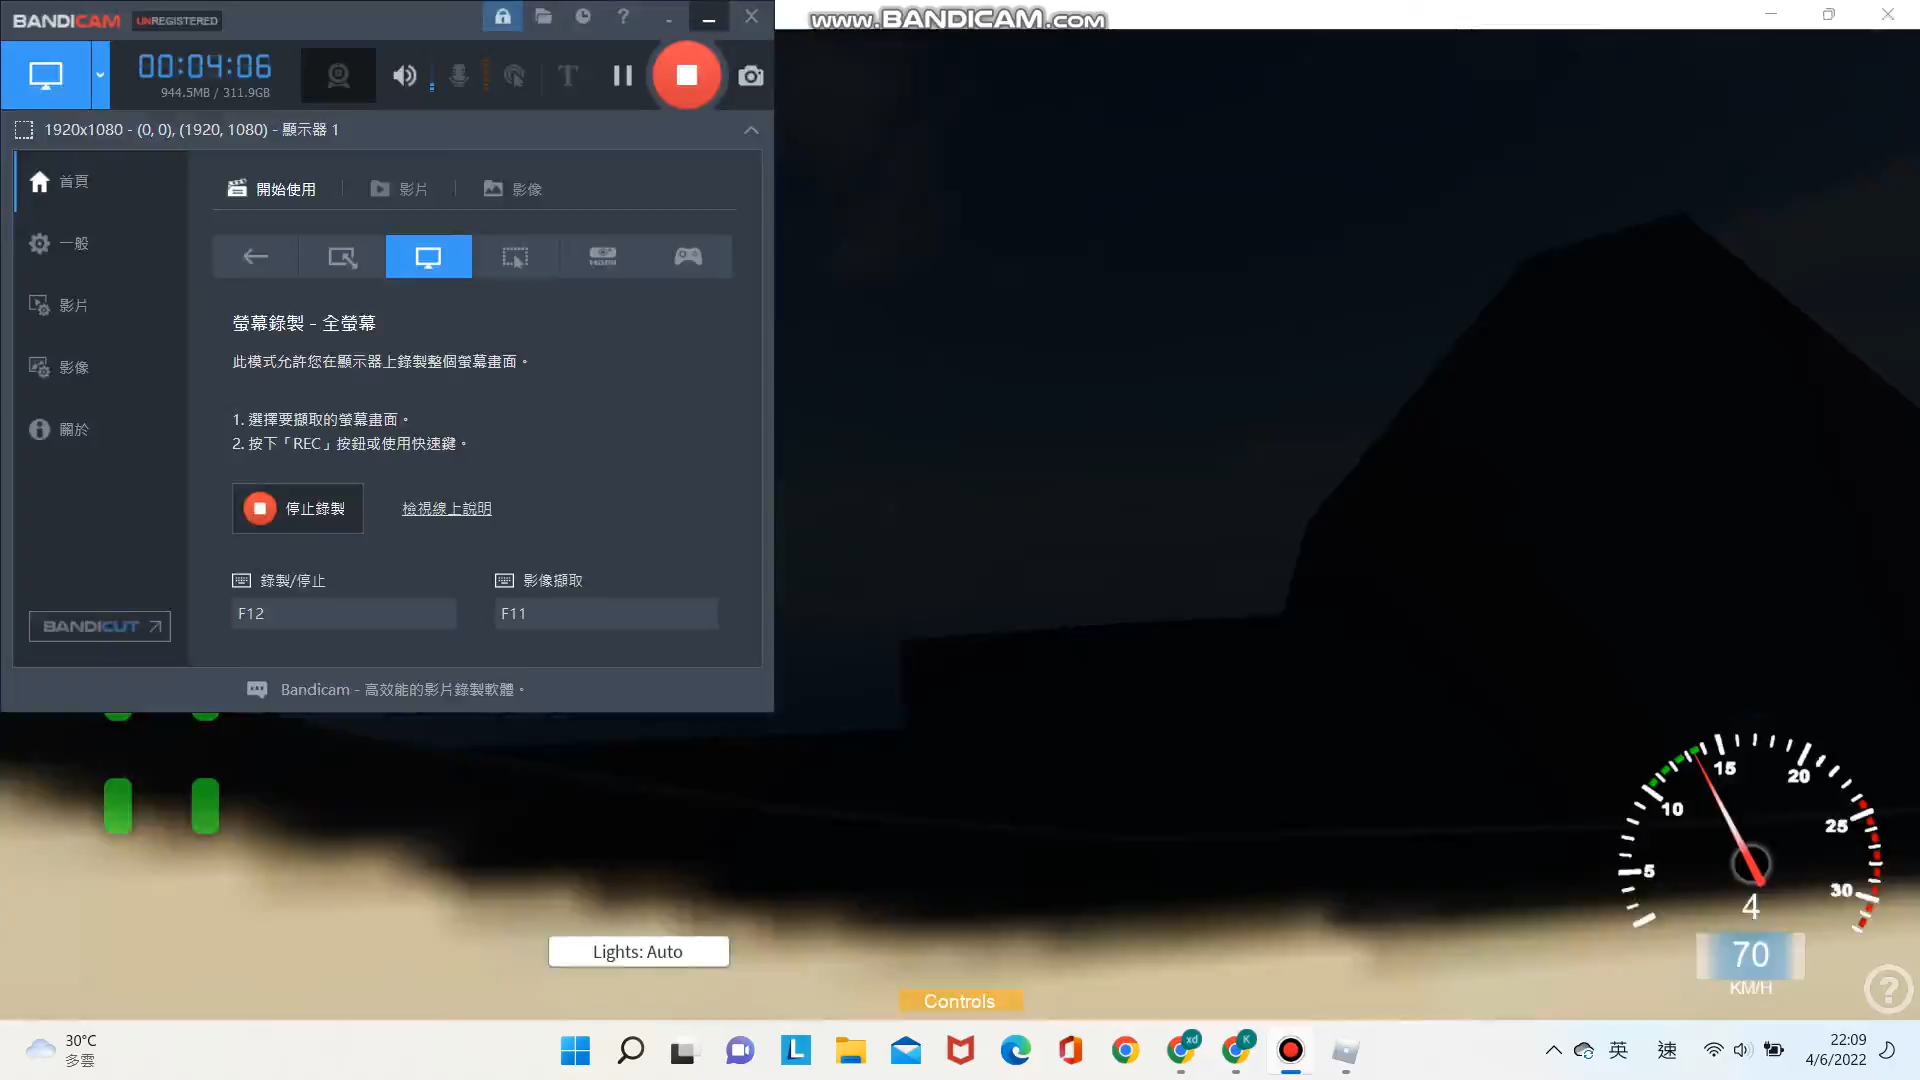 BANDICAM UNREGISTERED
www.BANDICAM.com
00:04:06
944.5MB / 311.9GB
1920x1080 - (0, 0), (1920, 1080) - 顯示器 1
首頁
一般
影片
影像
關於
開始使用
影片
影像
HDMI
螢幕錄製 - 全螢幕
此模式允許您在顯示器上錄製整個螢幕畫面。
1. 選擇要擷取的螢幕畫面。
2. 按下「REC」按鈕或使用快速鍵。
停止錄製
檢視線上說明
錄製/停止
影像擷取
F12
F11
BANDICUT
Bandicam - 高效能的影片錄製軟體。
5
10
15
20
25
30
4
70
KM/H
Lights: Auto
Controls
30°C
多雲
xd
K
英
速
22:09
4/6/2022